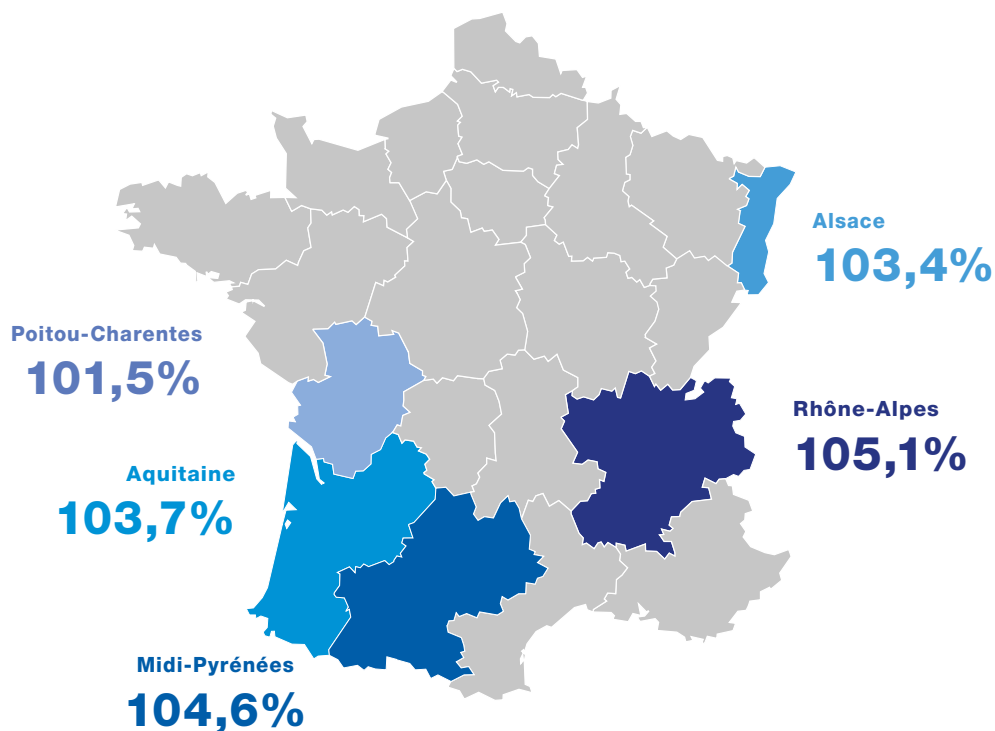 Alsace
103,4%
Poitou-Charentes
101,5%
Rhône-Alpes
105,1%
Aquitaine
103,7%
Midi-Pyrénées
104,6%